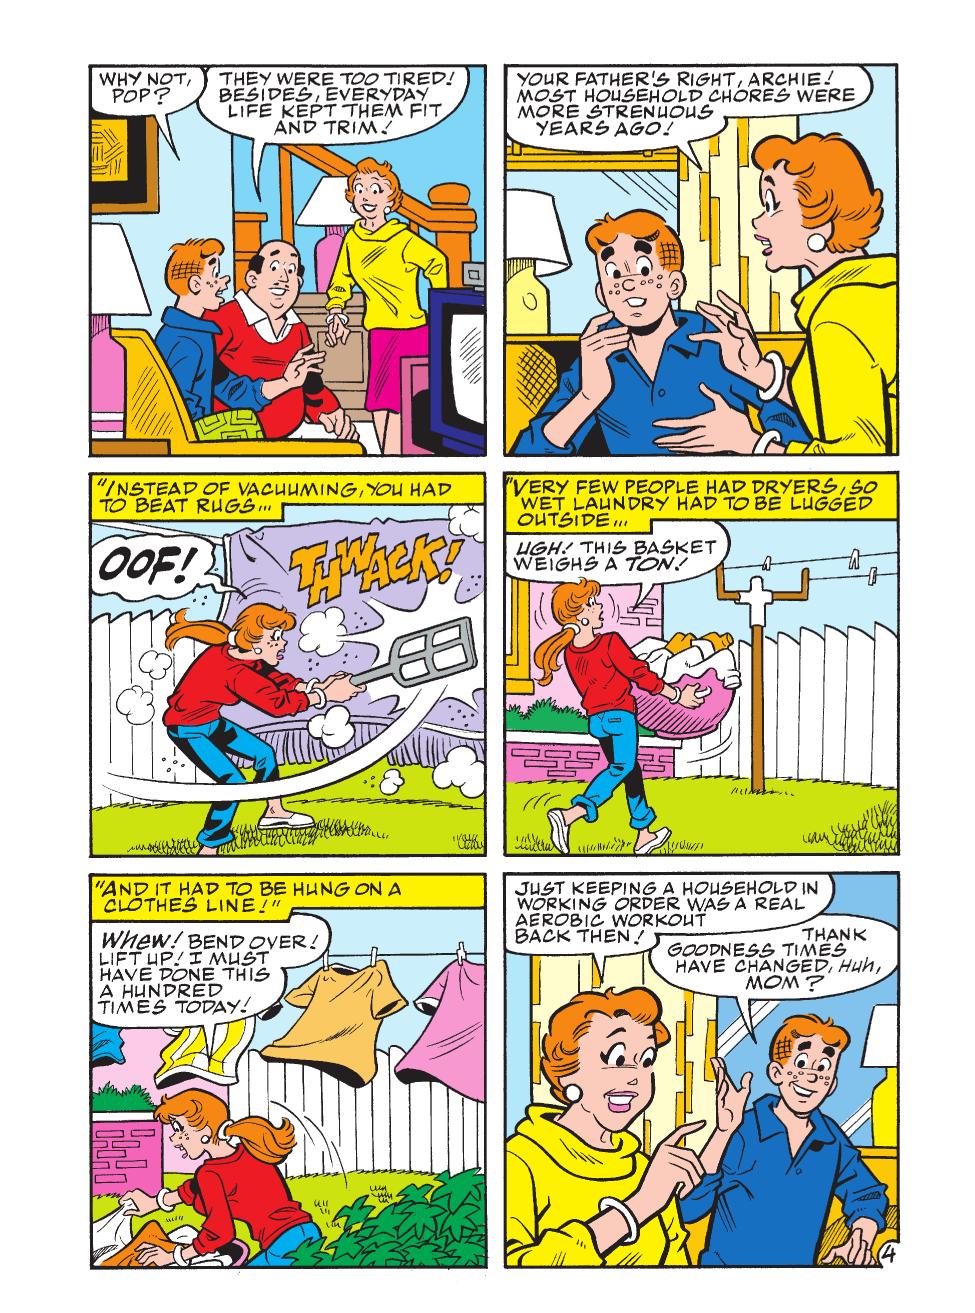 WHY NOT,
POP?
THEY WERE TOO TIRED!
BESIDES, EVERYDAY
LIFE KEPT THEM FIT
AND TRIM!
YOUR FATHER'S RIGHT, ARCHIE!
MOST HOUSEHOLD CHORES WERE
MORE STRENUOUS
YEARS AGO!
"INSTEAD OF VACUUMING, YOU HAD
TO BEAT RUGS...
OOF!
THWACK!
"VERY FEW PEOPLE HAD DRYERS, SO
WET LAUNDRY HAD TO BE LUGGED
OUTSIDE...
UGH! THIS BASKET
WEIGHS A TON!
"AND IT HAD TO BE HUNG ON A
CLOTHES LINE!"
WHEW! BEND OVER!
LIFT UP! I MUST
HAVE DONE THIS
A HUNDRED
TIMES TODAY!
JUST KEEPING A HOUSEHOLD IN
WORKING ORDER WAS A REAL
AEROBIC WORKOUT
BACK THEN!
THANK
GOODNESS TIMES
HAVE CHANGED, HUH,
MOM?
4